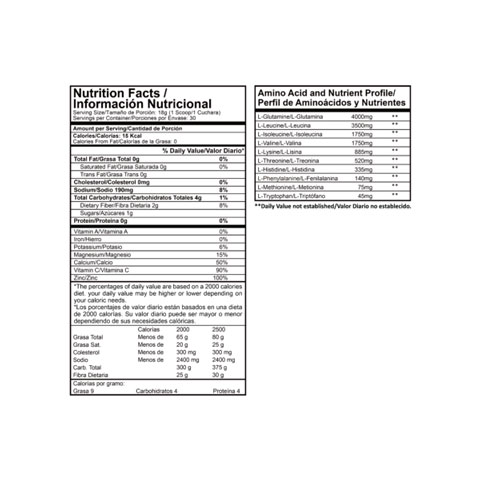 Nutrition Facts /
Información Nutricional
Serving Size/Tamaño de Porción: 18g (1 Scoop/1 Cuchara)
Servings per Container/Porciones por Envase: 30
Amount per Serving/Cantidad de Porción
Calories/Calorías: 15 Kcal
Calories From Fat/Calorías de la Grasa: 0
% Daily Value/Valor Diario*
Total Fat/Grasa Total 0g 0%
Saturated Fat/Grasa Saturada 0g 0%
Trans Fat/Grasa Trans 0g
Cholesterol/Colesterol 0mg 0%
Sodium/Sodio 190mg 8%
Total Carbohydrates/Carbohidratos Totales 4g 1%
Dietary Fiber/Fibra Dietaria 2g 8%
Sugars/Azúcares 1g
Protein/Proteína 0g 0%
Vitamin A/Vitamina A 0%
Iron/Hierro 0%
Potassium/Potasio 6%
Magnesium/Magnesio 15%
Calcium/Calcio 50%
Vitamin C/Vitamina C 90%
Zinc/Zinc 100%
*The percentages of daily value are based on a 2000 calories
diet. your daily value may be higher or lower depending on
your caloric needs.
*Los porcentajes de valor diario están basados en una dieta
de 2000 calorías. Su valor diario puede ser mayor o menor
dependiendo de sus necesidades calóricas.
Calorías 2000 2500
Grasa Total Menos de 65 g 80 g
Grasa Sat. Menos de 20 g 25 g
Colesterol Menos de 300 mg 300 mg
Sodio Menos de 2400 mg 2400 mg
Carb. Total 300 g 375 g
Fibra Dietaria 25 g 30 g
Calorías por gramo:
Grasa 9 Carbohidratos 4 Proteína 4
Amino Acid and Nutrient Profile/
Perfil de Aminoácidos y Nutrientes
L-Glutamine/L-Glutamina 4000mg **
L-Leucine/L-Leucina 3500mg **
L-Isoleucine/L-Isoleucina 1750mg **
L-Valine/L-Valina 1750mg **
L-Lysine/L-Lisina 885mg **
L-Threonine/L-Treonina 520mg **
L-Histidine/L-Histidina 335mg **
L-Phenylalanine/L-Fenilalanina 140mg **
L-Methionine/L-Metionina 75mg **
L-Tryptophan/L-Triptófano 45mg **
**Daily Value not established/Valor Diario no establecido.